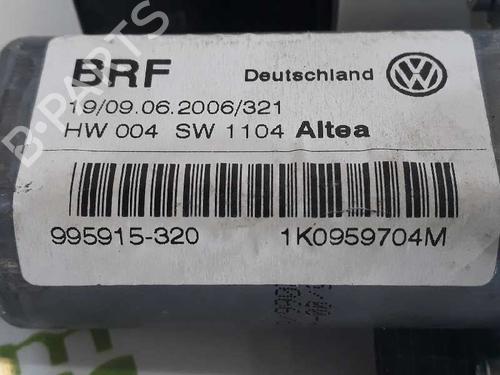 BRF Deutschland
19/09.06.2006/321
HW 004 SW 1104 Altea
995915-320 1K0959704M
B-PARTS